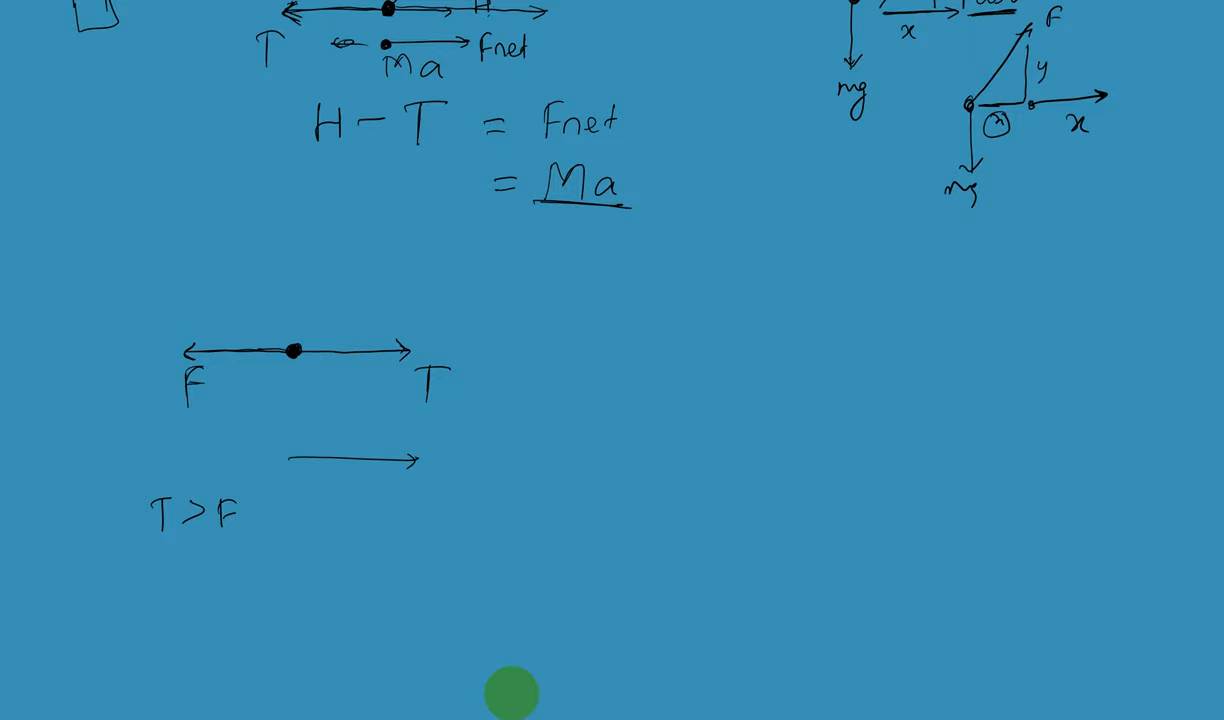 H
T
Fnet
Ma
H - T = Fnet
= Ma
x
mg
F
y
x
x
mg
F
T
T > F